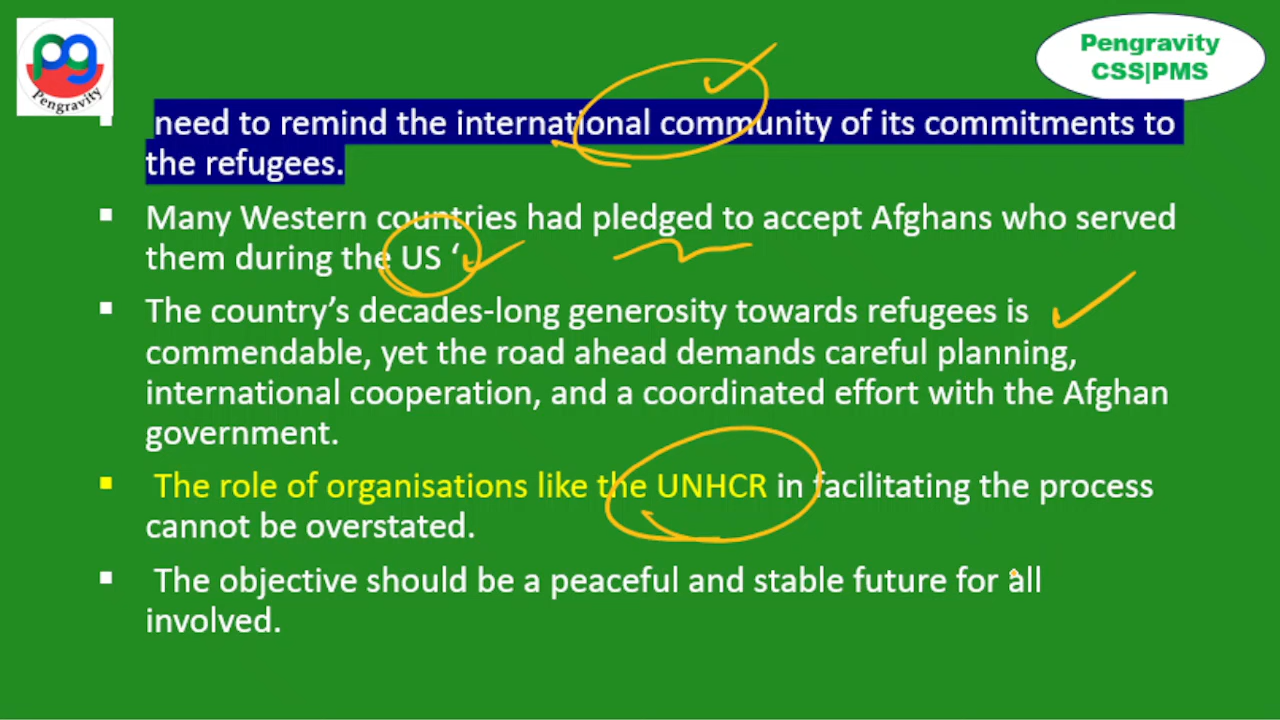 pg
Pengravity
Pengravity
CSS|PMS
need to remind the international community of its commitments to
the refugees.
Many Western countries had pledged to accept Afghans who served
them during the US ‘
The country’s decades-long generosity towards refugees is
commendable, yet the road ahead demands careful planning,
international cooperation, and a coordinated effort with the Afghan
government.
The role of organisations like the UNHCR in facilitating the process
cannot be overstated.
The objective should be a peaceful and stable future for all
involved.